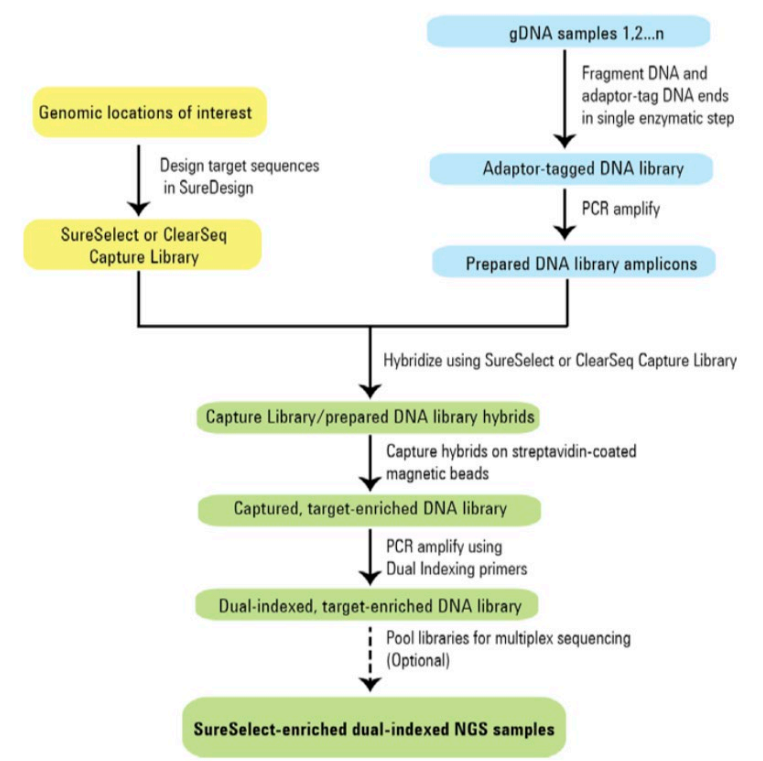 gDNA samples 1,2...n
Fragment DNA and
adaptor-tag DNA ends
in single enzymatic step
Genomic locations of interest
Design target sequences
in SureDesign
Adaptor-tagged DNA library
PCR amplify
SureSelect or ClearSeq
Capture Library
Prepared DNA library amplicons
Hybridize using SureSelect or ClearSeq Capture Library
Capture Library/prepared DNA library hybrids
Capture hybrids on streptavidin-coated
magnetic beads
Captured, target-enriched DNA library
PCR amplify using
Dual Indexing primers
Dual-indexed, target-enriched DNA library
Pool libraries for multiplex sequencing
(Optional)
SureSelect-enriched dual-indexed NGS samples